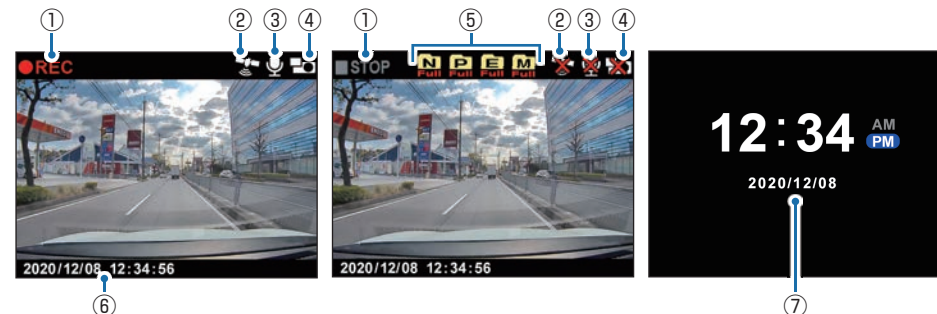 ① ② ③ ④ ① ⑤ ② ③ ④
●REC
■STOP N Full P Full E Full M Full
12:34 AM PM
2020/12/08
2020/12/08 12:34:56
2020/12/08 12:34:56
⑥ ⑦